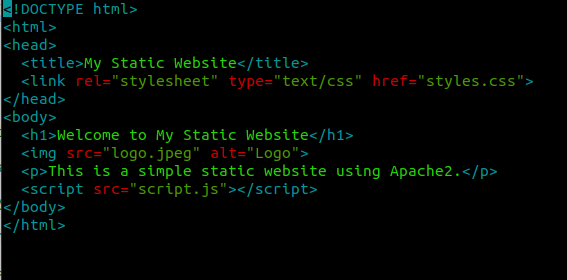 <!DOCTYPE html>
<html>
<head>
  <title>My Static Website</title>
  <link rel="stylesheet" type="text/css" href="styles.css">
</head>
<body>
  <h1>Welcome to My Static Website</h1>
  <img src="logo.jpeg" alt="Logo">
  <p>This is a simple static website using Apache2.</p>
  <script src="script.js"></script>
</body>
</html>